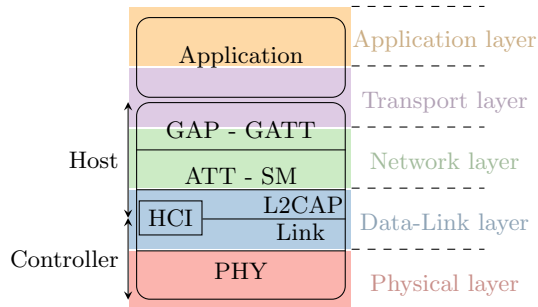 Application
Application layer
Transport layer
GAP - GATT
Host
Network layer
ATT - SM
L2CAP
HCI
Data-Link layer
Link
Controller
PHY
Physical layer